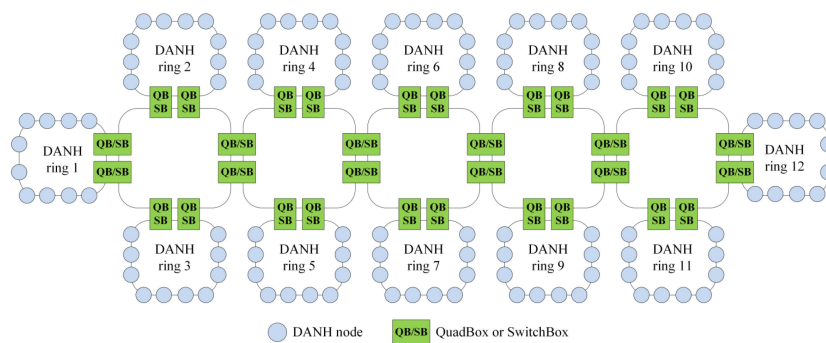 DANH
ring 2
DANH
ring 4
DANH
ring 6
DANH
ring 8
DANH
ring 10
QB
SB
QB
SB
QB
SB
QB
SB
QB
SB
QB
SB
QB
SB
QB
SB
QB
SB
QB
SB
DANH
ring 1
QB/SB
QB/SB
QB/SB
QB/SB
QB/SB
QB/SB
QB/SB
QB/SB
QB/SB
QB/SB
QB/SB
QB/SB
DANH
ring 12
QB
SB
QB
SB
QB
SB
QB
SB
QB
SB
QB
SB
QB
SB
QB
SB
QB
SB
QB
SB
DANH
ring 3
DANH
ring 5
DANH
ring 7
DANH
ring 9
DANH
ring 11
DANH node
QB/SB
QuadBox or SwitchBox